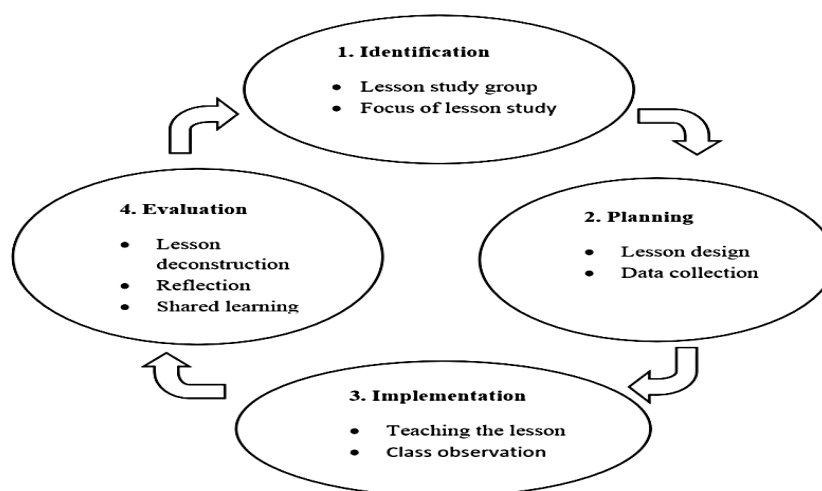 1. Identification
• Lesson study group
• Focus of lesson study
2. Planning
• Lesson design
• Data collection
3. Implementation
• Teaching the lesson
• Class observation
4. Evaluation
• Lesson
deconstruction
• Reflection
• Shared learning